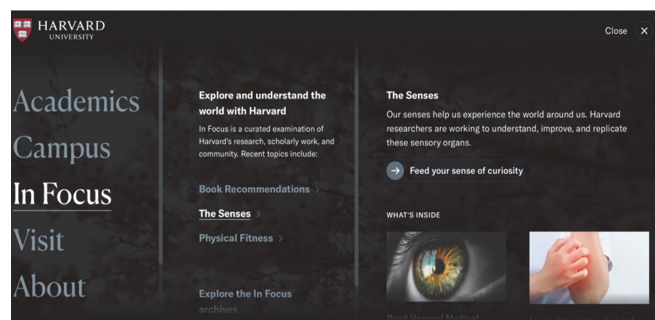 HARVARD
UNIVERSITY
Close
Academics
Campus
In Focus
Visit
About
Explore and understand the
world with Harvard
In Focus is a curated examination of
Harvard's research, scholarly work, and
community. Recent topics include:
Book Recommendations
The Senses
Physical Fitness
Explore the In Focus
archives
The Senses
Our senses help us experience the world around us. Harvard
researchers are working to understand, improve, and replicate
these sensory organs.
Feed your sense of curiosity
WHAT'S INSIDE
Read Harvard Medical